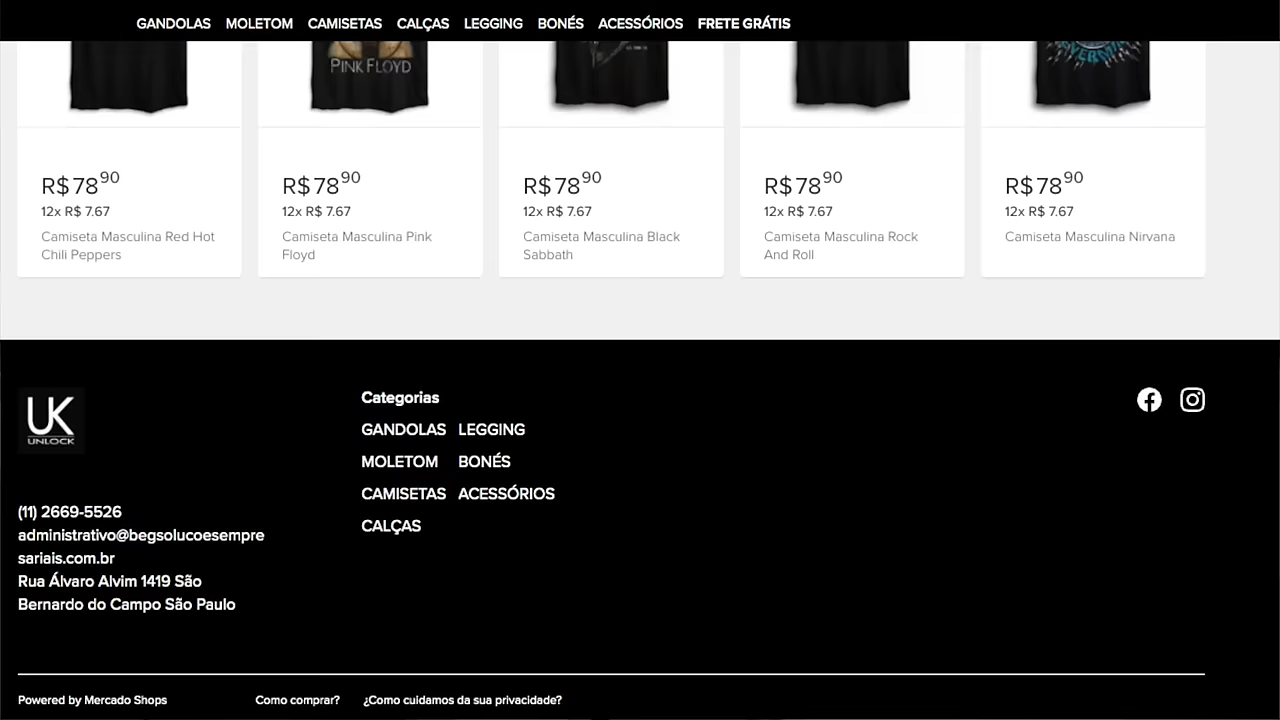 GANDOLAS MOLETOM CAMISETAS CALÇAS LEGGING BONÉS ACESSÓRIOS FRETE GRÁTIS
PINK FLOYD
R$ 78 90
12x R$ 7.67
Camiseta Masculina Red Hot
Chili Peppers
R$ 78 90
12x R$ 7.67
Camiseta Masculina Pink
Floyd
R$ 78 90
12x R$ 7.67
Camiseta Masculina Black
Sabbath
R$ 78 90
12x R$ 7.67
Camiseta Masculina Rock
And Roll
R$ 78 90
12x R$ 7.67
Camiseta Masculina Nirvana
UK
UNLOCK
(11) 2669-5526
administrativo@begsolucoesempre
sariais.com.br
Rua Álvaro Alvim 1419 São
Bernardo do Campo São Paulo
Categorias
GANDOLAS LEGGING
MOLETOM BONÉS
CAMISETAS ACESSÓRIOS
CALÇAS
Powered by Mercado Shops Como comprar? ¿Como cuidamos da sua privacidade?